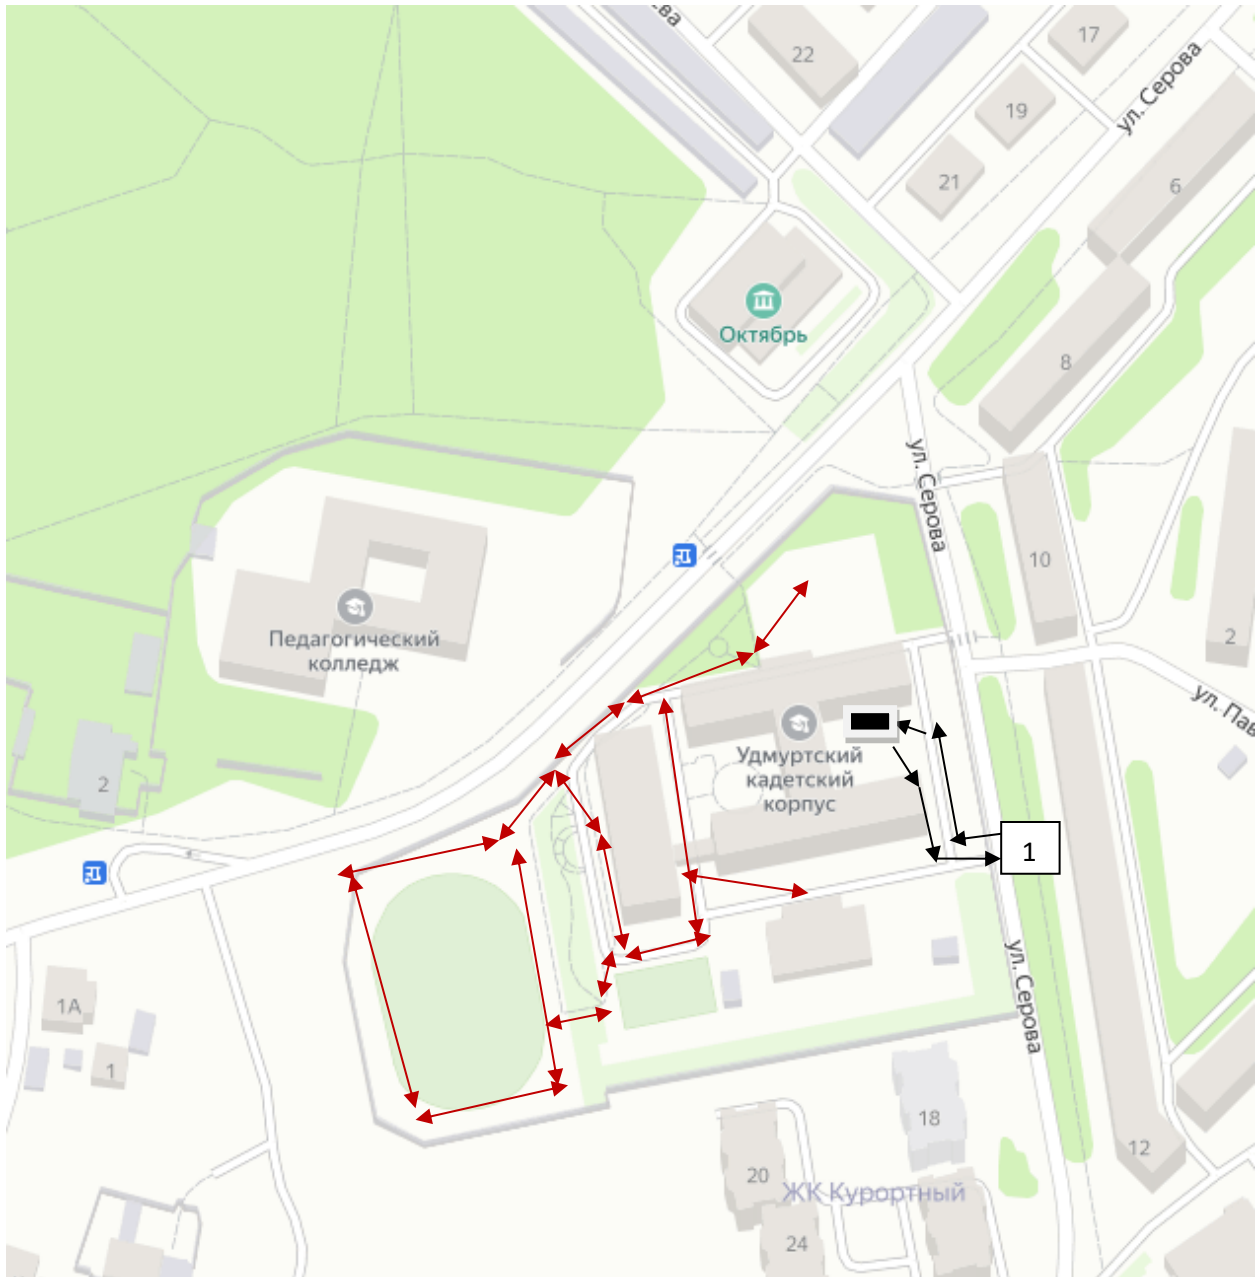 22
17
19
ул. Серова
21
6
Октябрь
8
ул. Серова
10
Педагогический
колледж
2
ул. Пав
Удмуртский
кадетский
корпус
2
1
ул. Серова
1А
1
18
12
20
ЖК Курортный
24